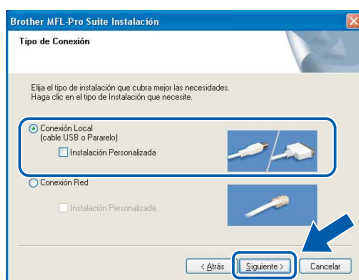 Brother MFL-Pro Suite Instalación
Tipo de Conexión
Elija el tipo de instalación que cubra mejor las necesidades.
Haga clic en el tipo de Instalación que necesite.
Conexión Local
(cable USB o Pararelo)
Instalación Personalizada
Conexión Red
Instalación Personalizada
< Atrás
Siguiente >
Cancelar